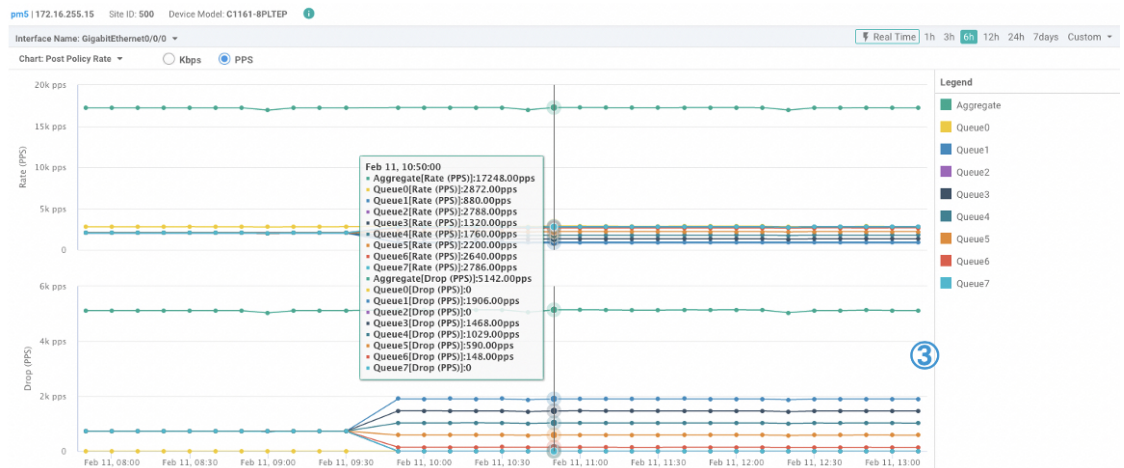 pm5 | 172.16.255.15 Site ID: 500 Device Model: C1161-8PLTEP i
Interface Name: GigabitEthernet0/0/0
Real Time 1h 3h 6h 12h 24h 7days Custom
Chart: Post Policy Rate Kbps PPS
Legend
Aggregate
Queue0
Queue1
Queue2
Queue3
Queue4
Queue5
Queue6
Queue7
Rate (PPS)
20k pps
15k pps
10k pps
5k pps
0
Feb 11, 10:50:00
Aggregate[Rate (PPS)]:17248.00pps
Queue0[Rate (PPS)]:2872.00pps
Queue1[Rate (PPS)]:880.00pps
Queue2[Rate (PPS)]:2788.00pps
Queue3[Rate (PPS)]:1320.00pps
Queue4[Rate (PPS)]:1760.00pps
Queue5[Rate (PPS)]:2200.00pps
Queue6[Rate (PPS)]:2640.00pps
Queue7[Rate (PPS)]:2786.00pps
Aggregate[Drop (PPS)]:5142.00pps
Queue0[Drop (PPS)]:0
Queue1[Drop (PPS)]:1906.00pps
Queue2[Drop (PPS)]:0
Queue3[Drop (PPS)]:1468.00pps
Queue4[Drop (PPS)]:1029.00pps
Queue5[Drop (PPS)]:590.00pps
Queue6[Drop (PPS)]:148.00pps
Queue7[Drop (PPS)]:0
Drop (PPS)
6k pps
4k pps
2k pps
0
3
Feb 11, 08:00 Feb 11, 08:30 Feb 11, 09:00 Feb 11, 09:30 Feb 11, 10:00 Feb 11, 10:30 Feb 11, 11:00 Feb 11, 11:30 Feb 11, 12:00 Feb 11, 12:30 Feb 11, 13:00